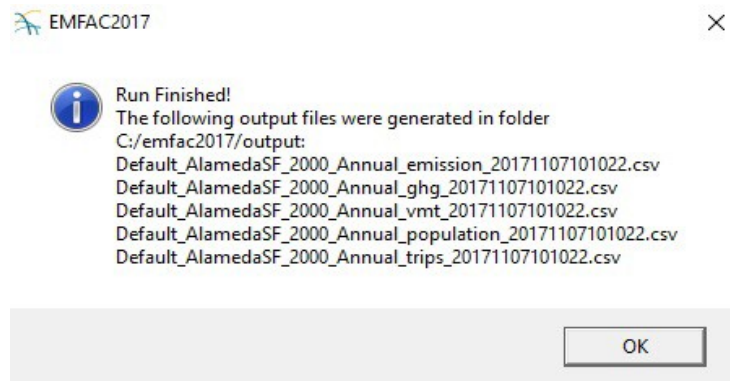 EMFAC2017
Run Finished!
The following output files were generated in folder
C:/emfac2017/output:
Default_AlamedaSF_2000_Annual_emission_20171107101022.csv
Default_AlamedaSF_2000_Annual_ghg_20171107101022.csv
Default_AlamedaSF_2000_Annual_vmt_20171107101022.csv
Default_AlamedaSF_2000_Annual_population_20171107101022.csv
Default_AlamedaSF_2000_Annual_trips_20171107101022.csv
OK